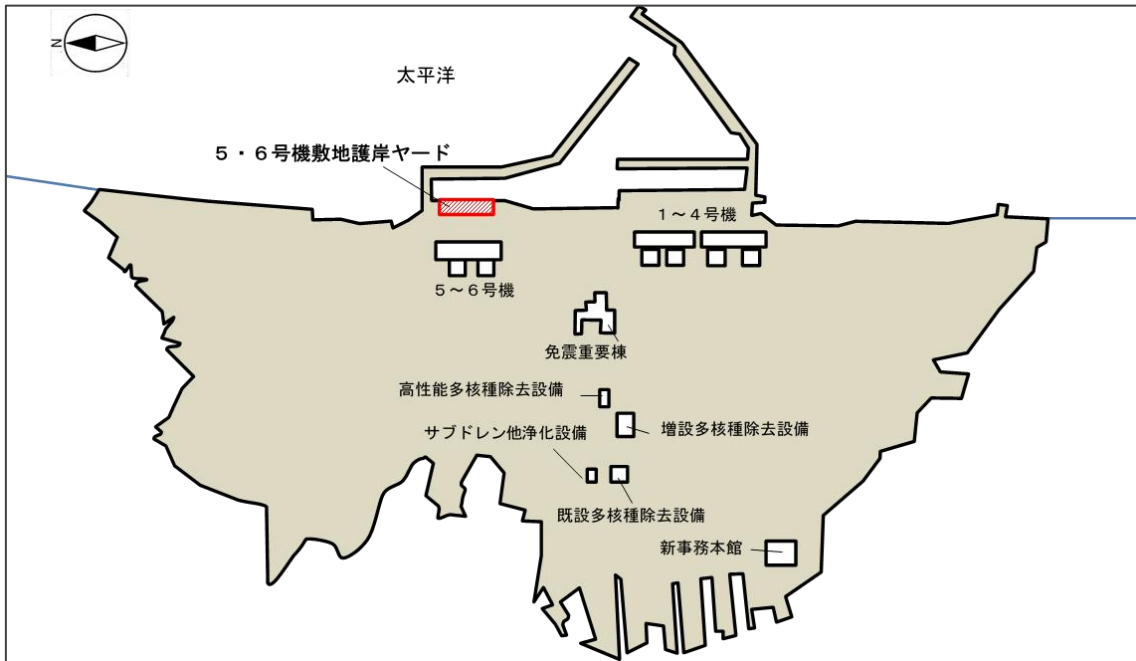 N
太平洋
５・６号機敷地護岸ヤード
１～４号機
５～６号機
免震重要棟
高性能多核種除去設備
増設多核種除去設備
サブドレン他浄化設備
既設多核種除去設備
新事務本館